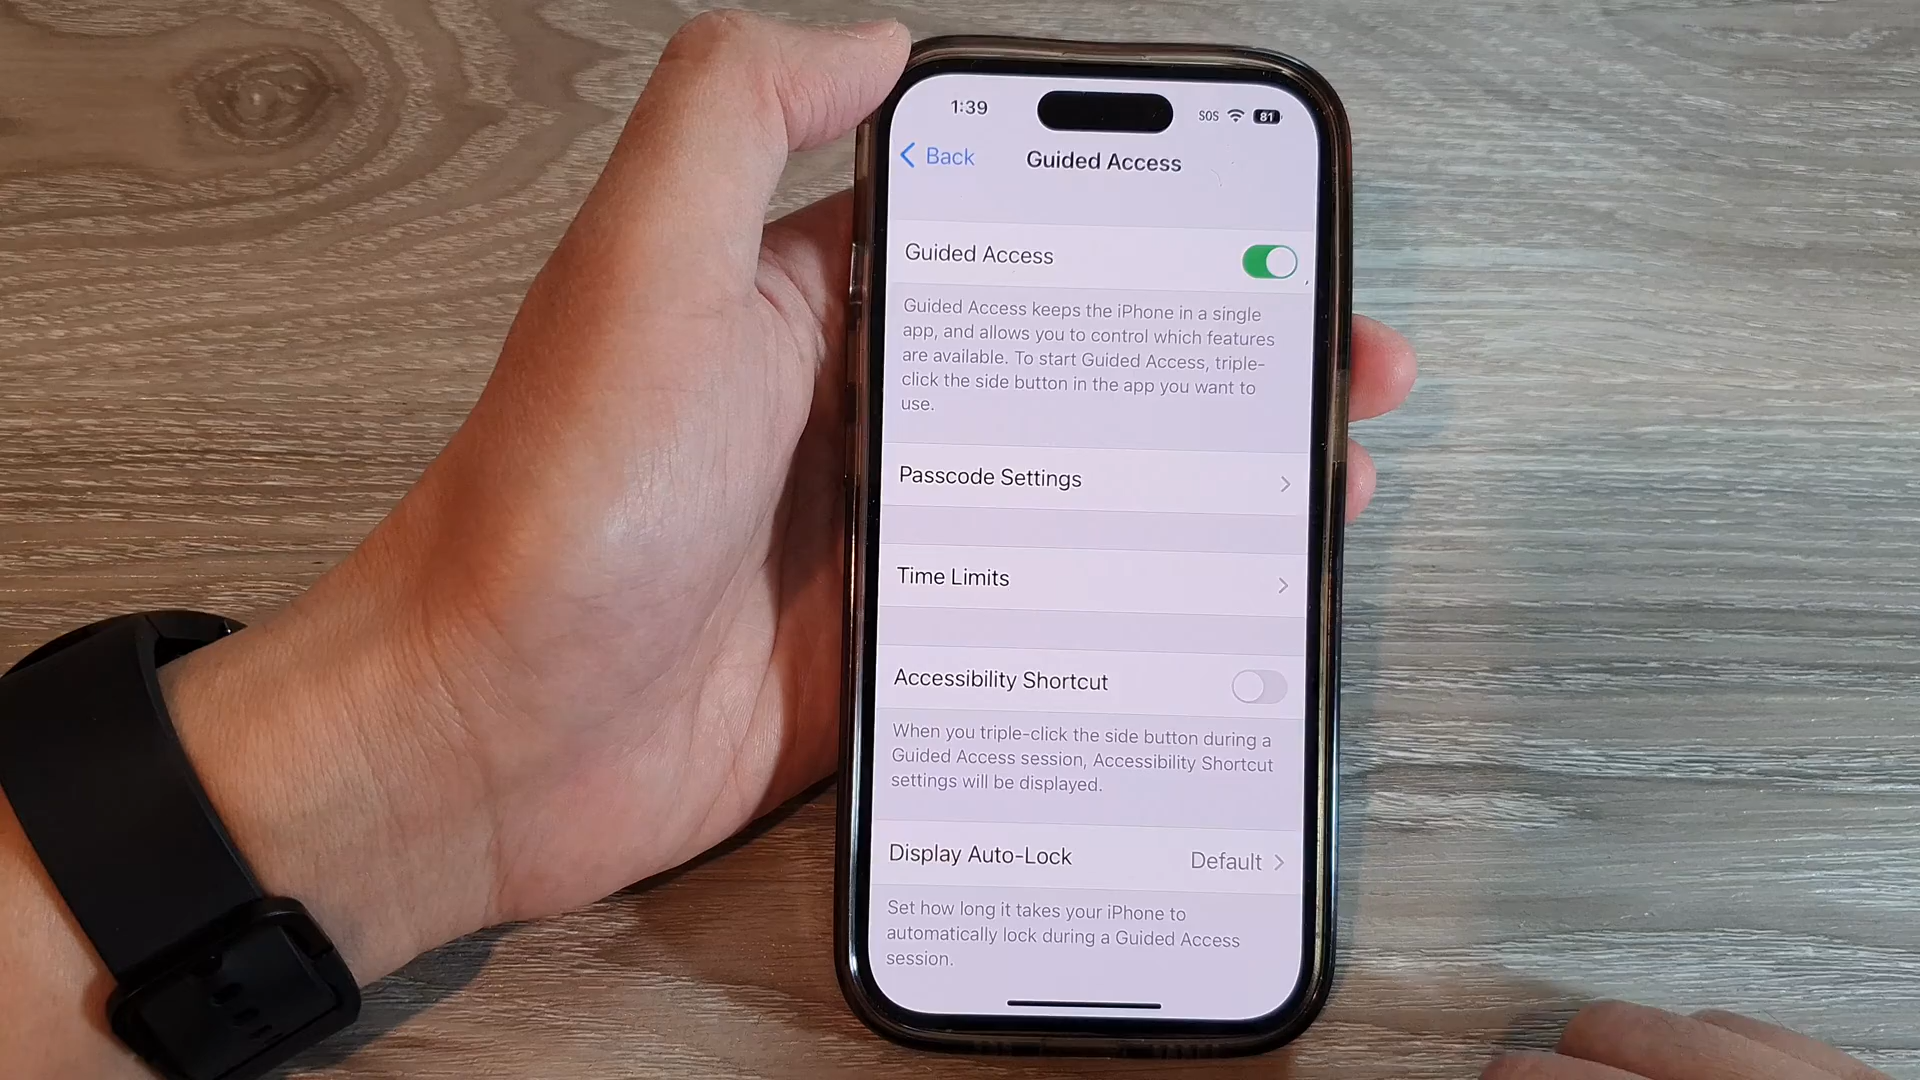 1:39
SOS 81
Back
Guided Access
Guided Access
Guided Access keeps the iPhone in a single
app, and allows you to control which features
are available. To start Guided Access, triple-
click the side button in the app you want to
use.
Passcode Settings
Time Limits
Accessibility Shortcut
When you triple-click the side button during a
Guided Access session, Accessibility Shortcut
settings will be displayed.
Display Auto-Lock Default
Set how long it takes your iPhone to
automatically lock during a Guided Access
session.